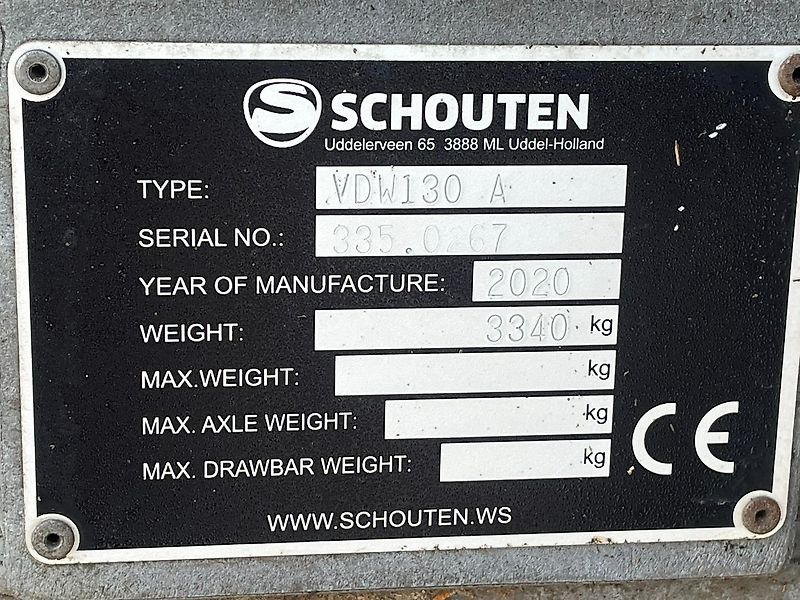 SCHOUTEN
Uddelerveen 65 3888 ML Uddel-Holland
TYPE: VDW130 A
SERIAL NO.: 335.0267
YEAR OF MANUFACTURE: 2020
WEIGHT: 3340 kg
MAX.WEIGHT: kg
MAX. AXLE WEIGHT: kg
MAX. DRAWBAR WEIGHT: kg
CE
WWW.SCHOUTEN.WS